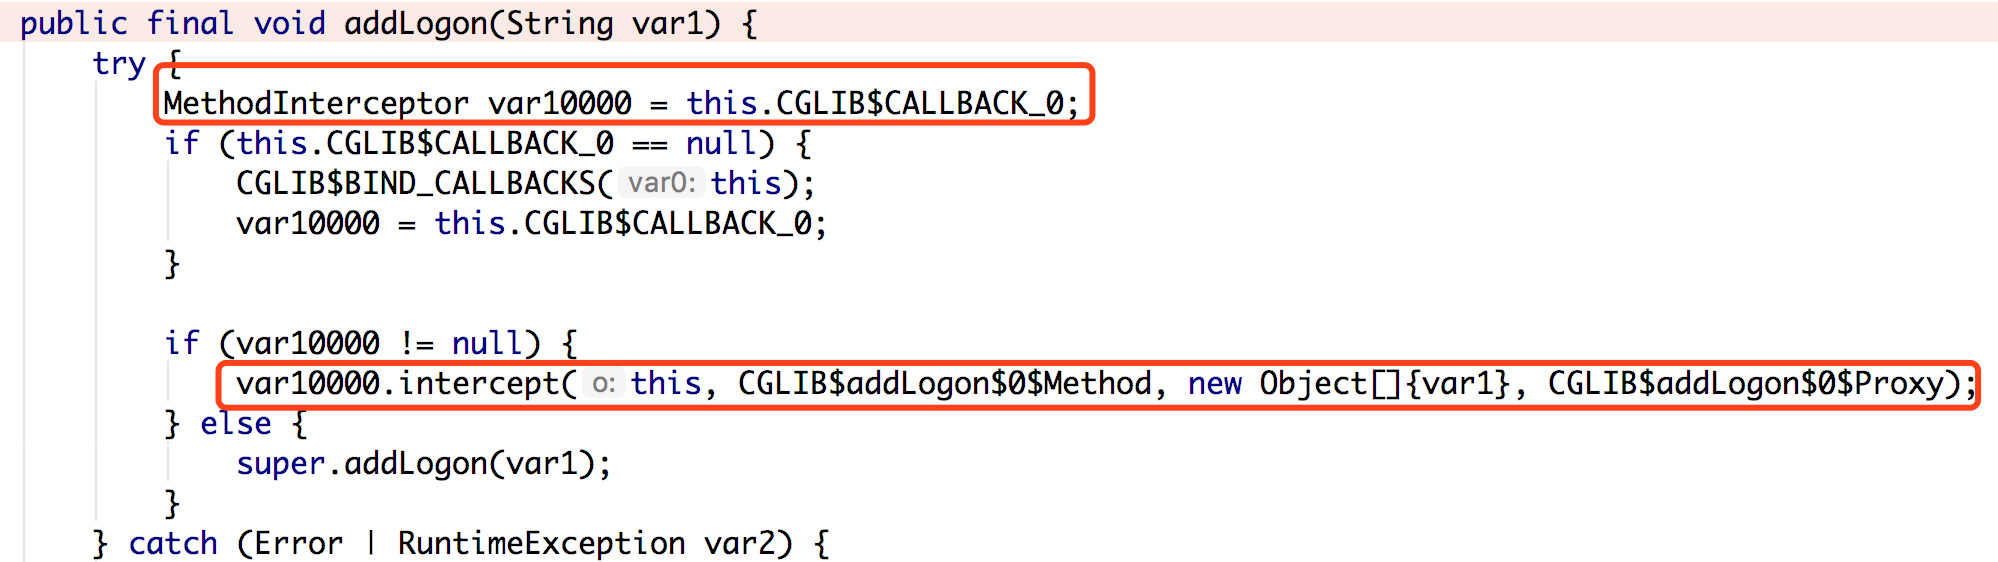 public final void addLogon(String var1) {
try {
MethodInterceptor var10000 = this.CGLIB$CALLBACK_0;
if (this.CGLIB$CALLBACK_0 == null) {
CGLIB$BIND_CALLBACKS( var0: this);
var10000 = this.CGLIB$CALLBACK_0;
}
if (var10000 != null) {
var10000.intercept( o: this, CGLIB$addLogon$0$Method, new Object[]{var1}, CGLIB$addLogon$0$Proxy);
} else {
super.addLogon(var1);
}
} catch (Error | RuntimeException var2) {